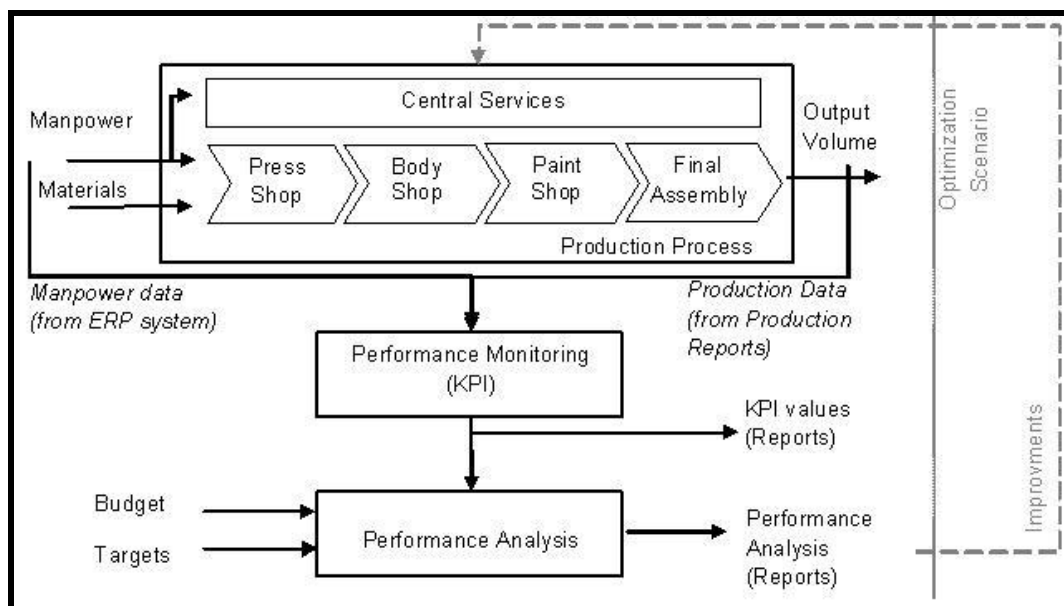 Central Services
Manpower
Materials
Press
Shop
Body
Shop
Paint
Shop
Final
Assembly
Production Process
Output
Volume
Optimization
Scenario
Manpower data
(from ERP system)
Production Data
(from Production
Reports)
Performance Monitoring
(KPI)
KPI values
(Reports)
Improvments
Budget
Targets
Performance Analysis
Performance
Analysis
(Reports)